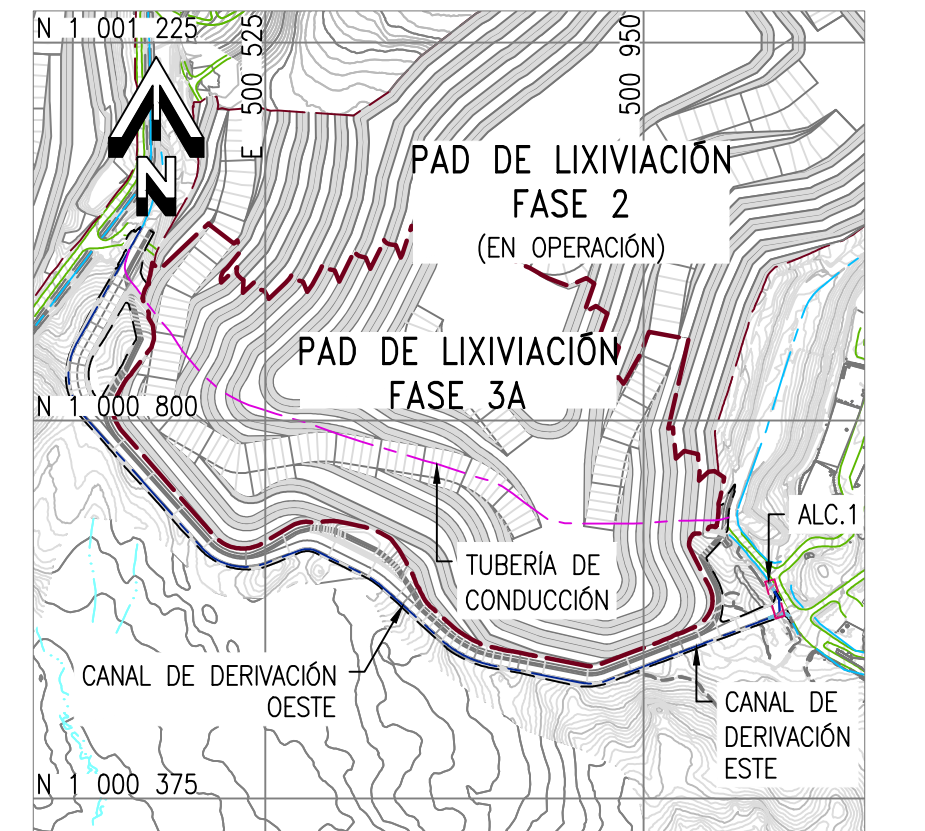 N 1 001 225
E 500 525
500 950
N
PAD DE LIXIVIACIÓN
FASE 2
(EN OPERACIÓN)
PAD DE LIXIVIACIÓN
FASE 3A
N 1 000 800
ALC.1
TUBERÍA DE
CONDUCCIÓN
CANAL DE DERIVACIÓN
OESTE
CANAL DE
DERIVACIÓN
ESTE
N 1 000 375